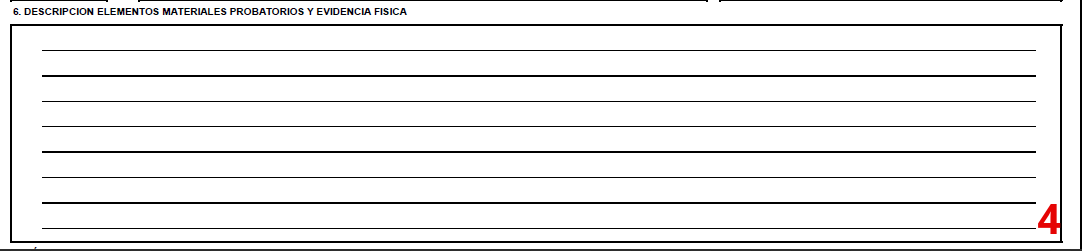 6. DESCRIPCION ELEMENTOS MATERIALES PROBATORIOS Y EVIDENCIA FISICA
4